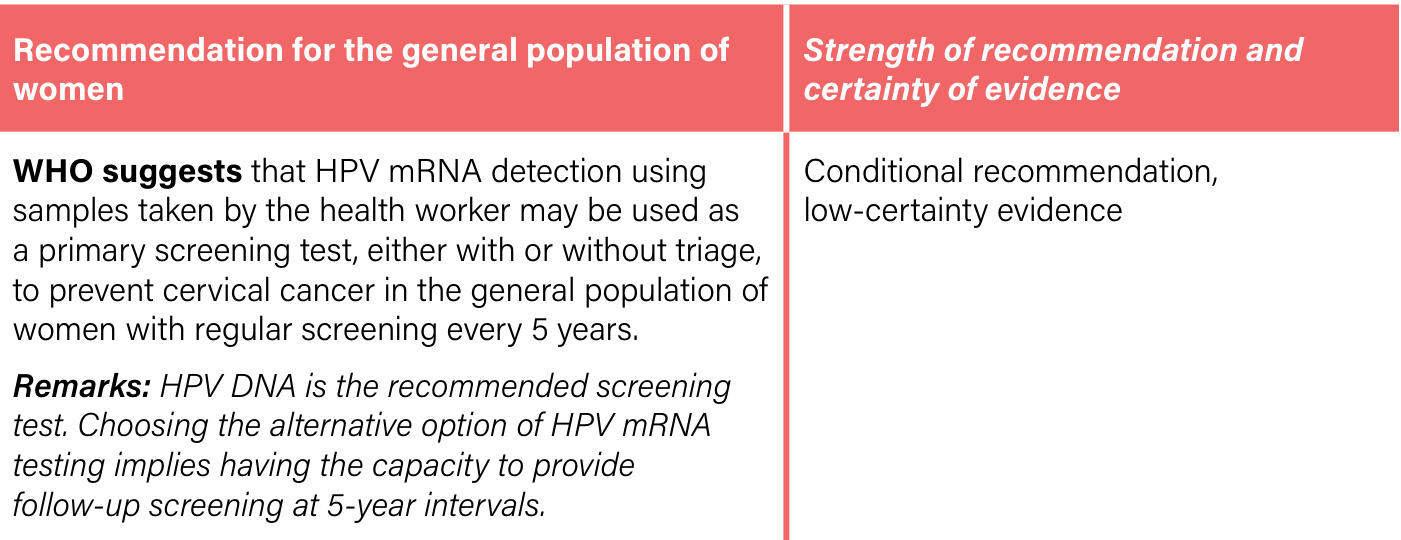 Recommendation for the general population of
women
Strength of recommendation and
certainty of evidence
WHO suggests that HPV mRNA detection using
samples taken by the health worker may be used as
a primary screening test, either with or without triage,
to prevent cervical cancer in the general population of
women with regular screening every 5 years.
Remarks: HPV DNA is the recommended screening
test. Choosing the alternative option of HPV mRNA
testing implies having the capacity to provide
follow-up screening at 5-year intervals.
Conditional recommendation,
low-certainty evidence